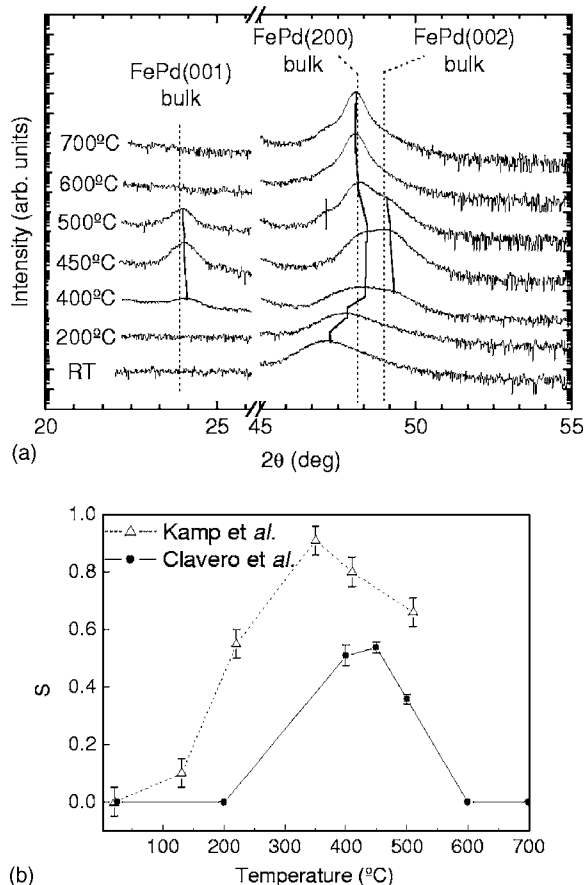 FePd(200)
bulk
FePd(002)
bulk
FePd(001)
bulk
700ºC
600ºC
500ºC
450ºC
400ºC
200ºC
RT
Intensity (arb. units)
20
25
45
50
55
2θ (deg)
(a)
1.0
0.8
0.6
0.4
0.2
0.0
S
Kamp et al.
Clavero et al.
100
200
300
400
500
600
700
Temperature (ºC)
(b)